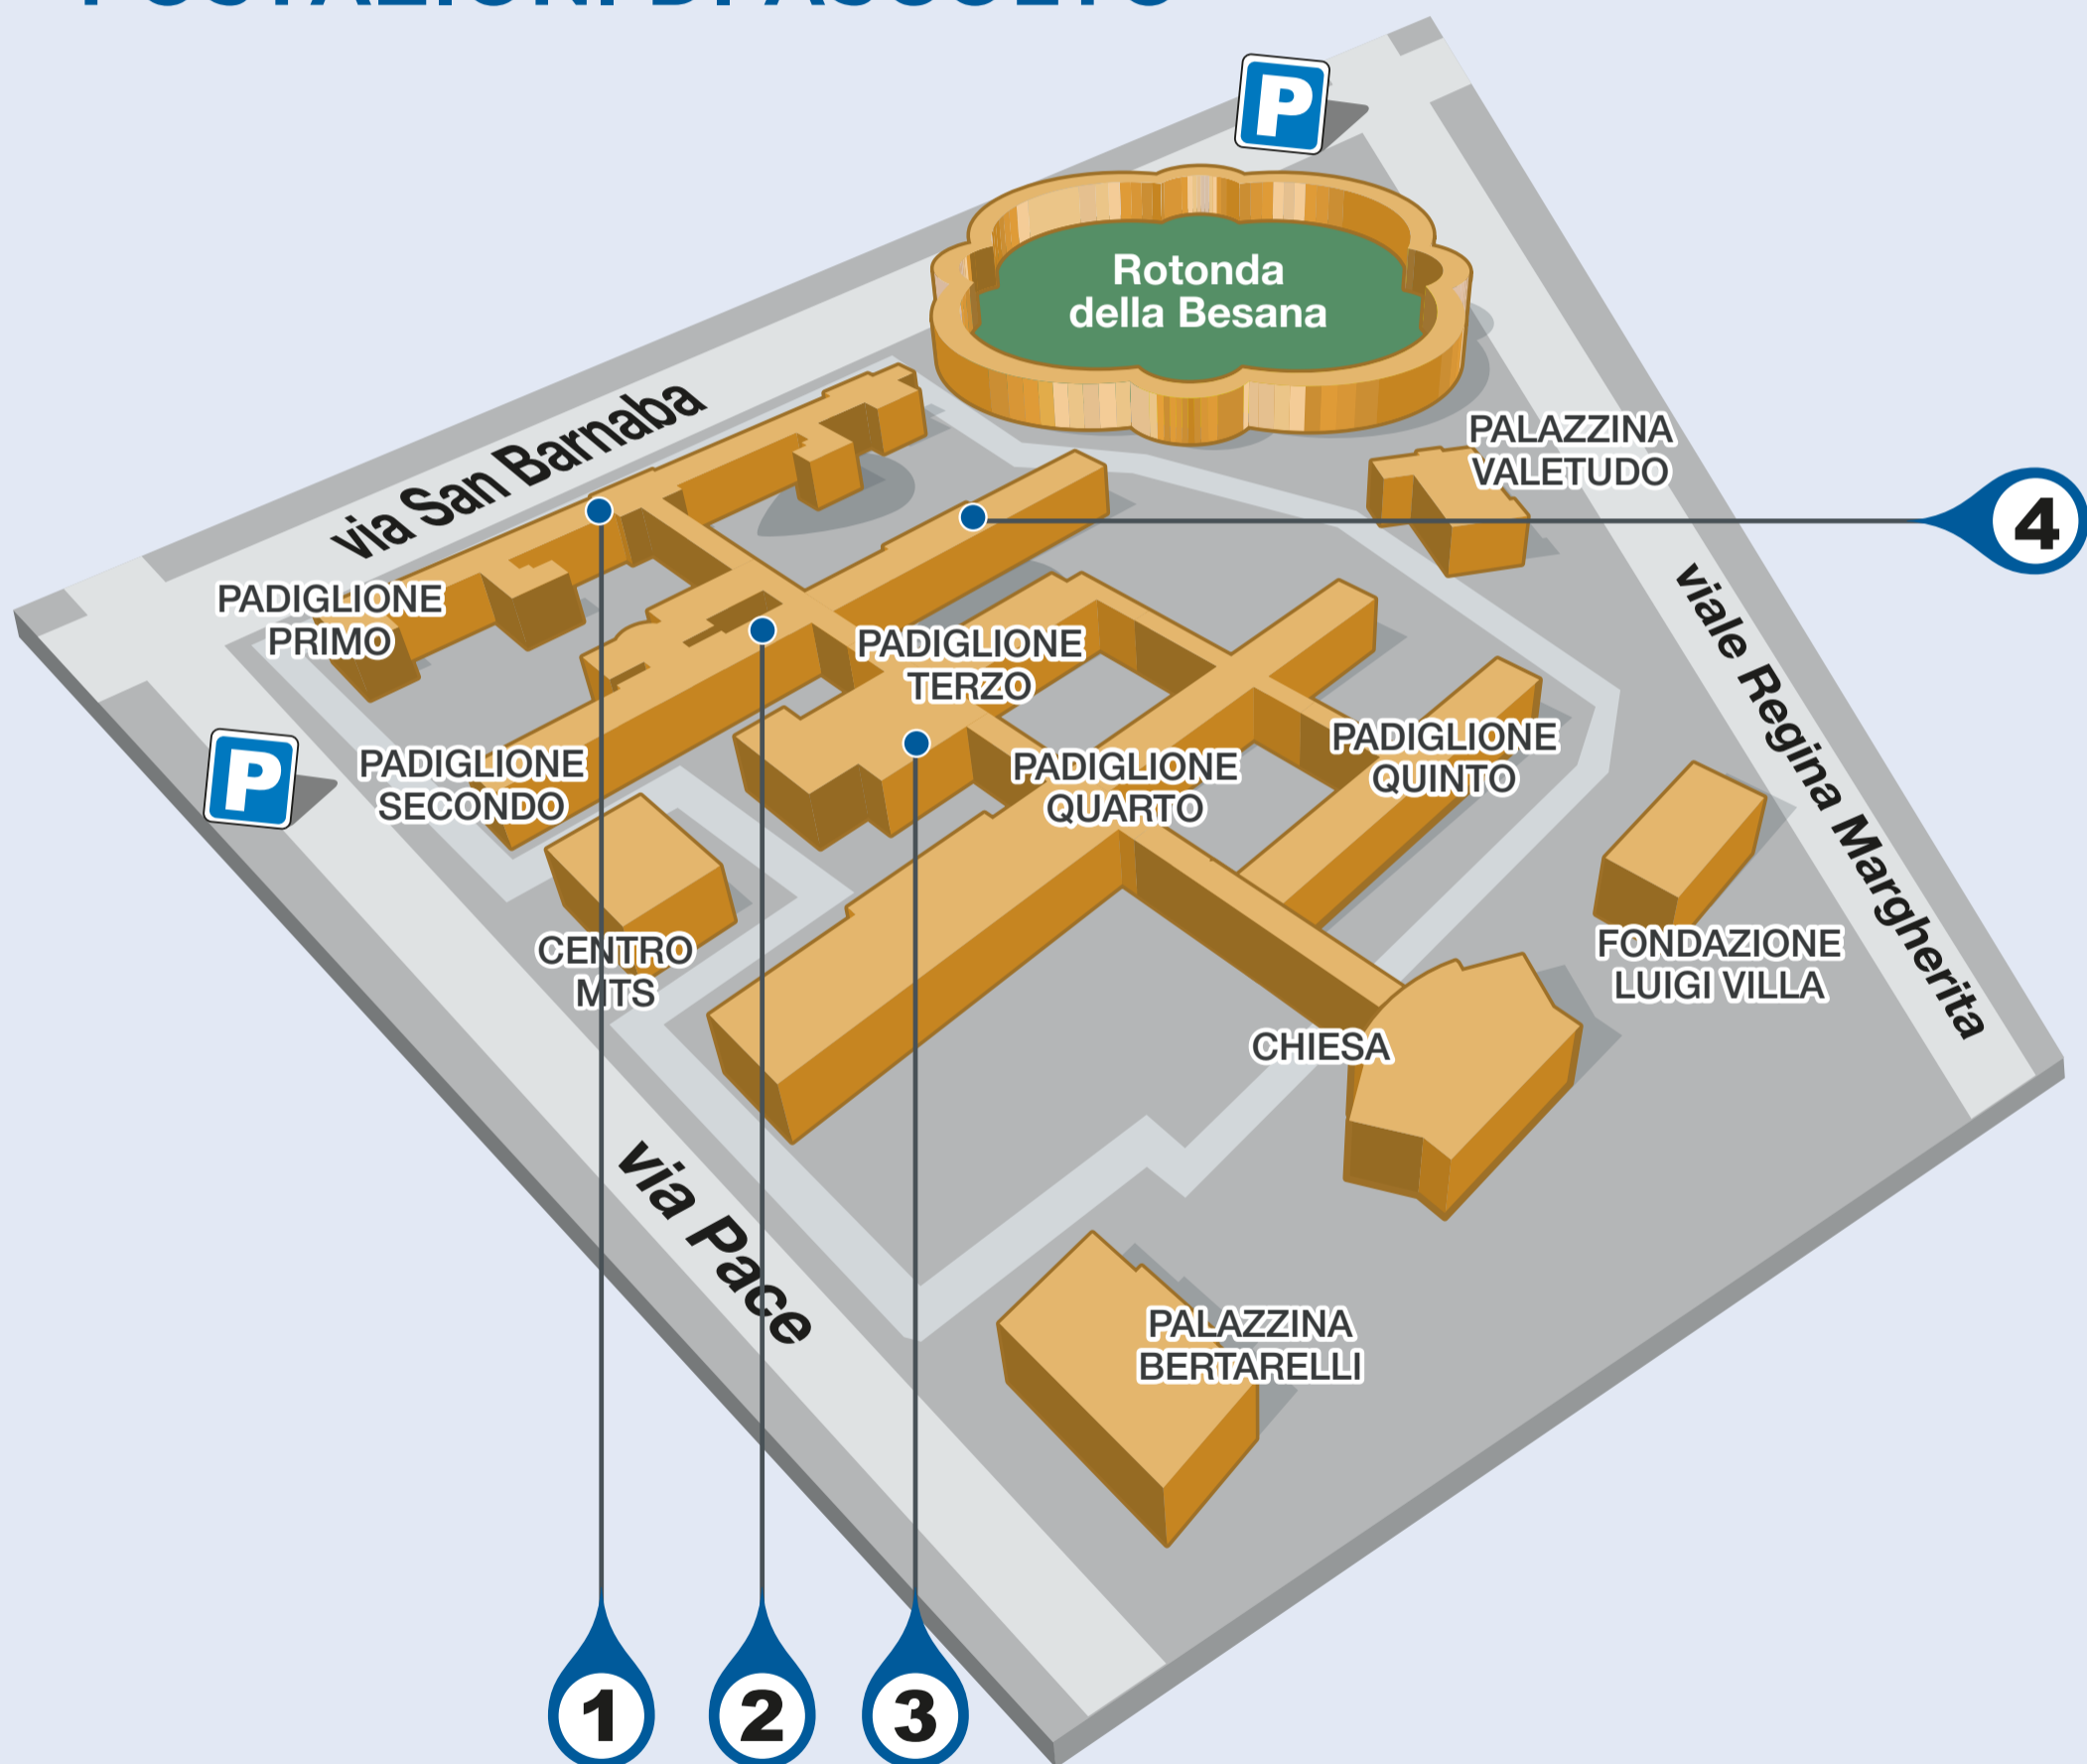 P
Rotonda
della Besana
via San Barnaba
PALAZZINA
VALETUDO
4
viale Regina Margherita
PADIGLIONE
PRIMO
PADIGLIONE
TERZO
PADIGLIONE
QUINTO
P
PADIGLIONE
SECONDO
PADIGLIONE
QUARTO
CENTRO
MTS
FONDAZIONE
LUIGI VILLA
CHIESA
via Pace
PALAZZINA
BERTARELLI
1
2
3